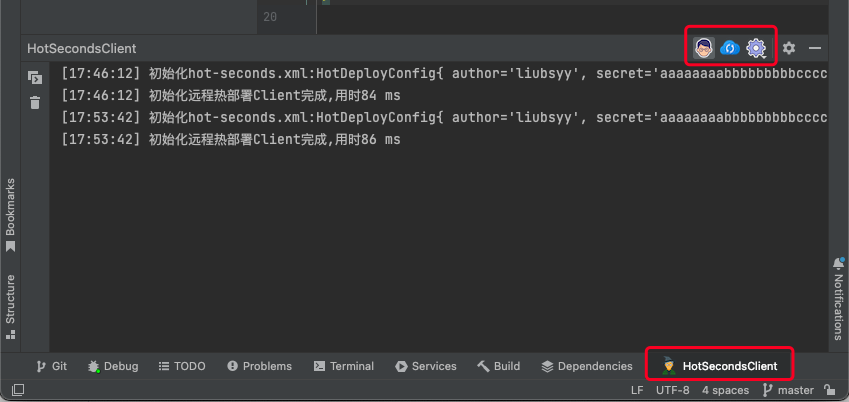 20
HotSecondsClient
[17:46:12] 初始化hot-seconds.xml:HotDeployConfig{ author='liubsyy', secret='aaaaaaaabbbbbbbbbcccc
[17:46:12] 初始化远程热部署Client完成,用时84 ms
[17:53:42] 初始化hot-seconds.xml:HotDeployConfig{ author='liubsyy', secret='aaaaaaaabbbbbbbbbcccc
[17:53:42] 初始化远程热部署Client完成,用时86 ms
Bookmarks
Structure
Notifications
Git Debug TODO Problems Terminal Services Build Dependencies HotSecondsClient
LF UTF-8 4 spaces master